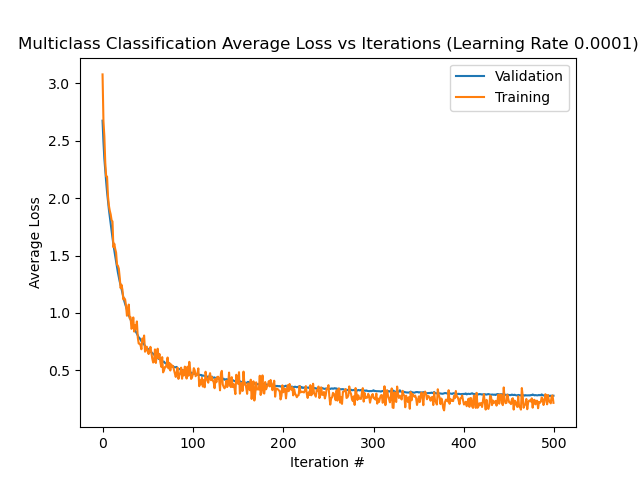 Multiclass Classification Average Loss vs Iterations (Learning Rate 0.0001)
Validation
Training
3.0
2.5
2.0
1.5
1.0
0.5
Average Loss
0 100 200 300 400 500
Iteration #